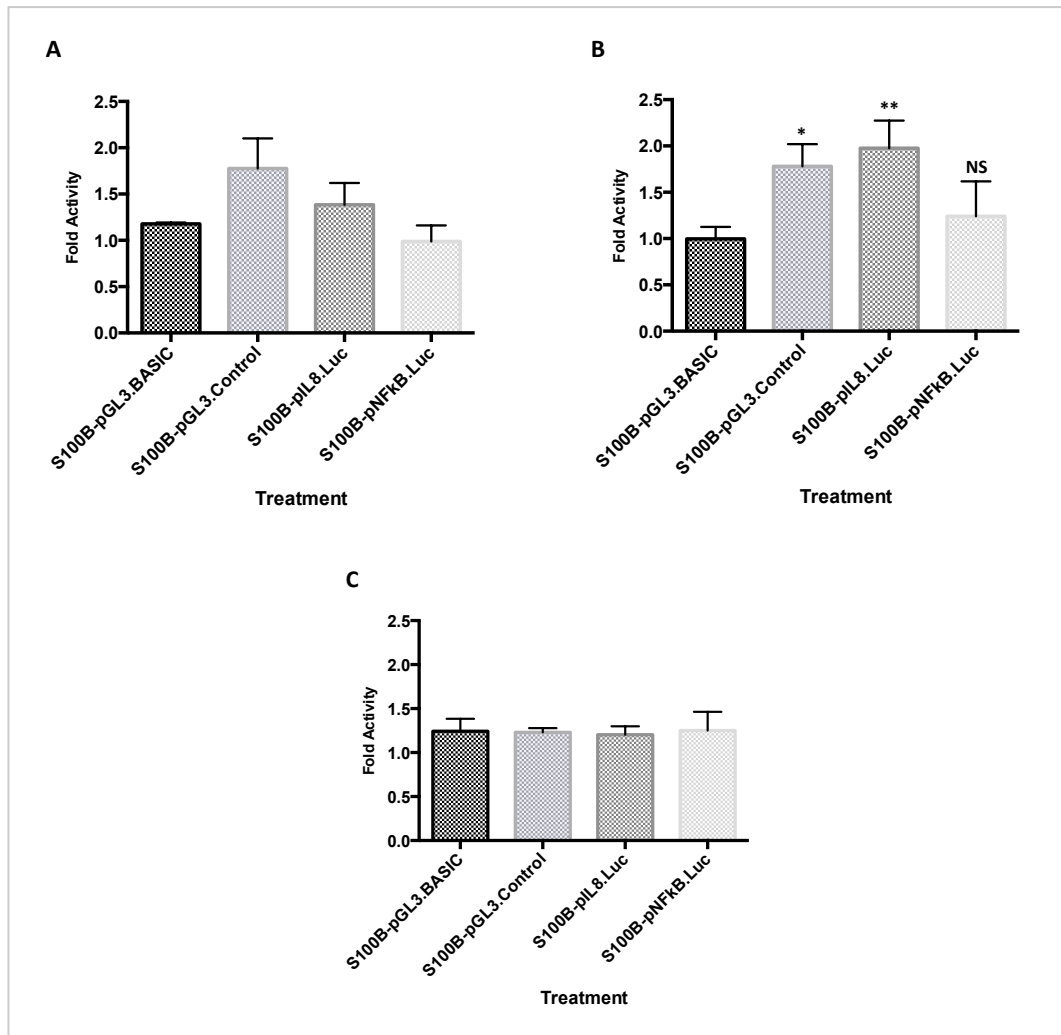 A
Fold Activity
2.5
2.0
1.5
1.0
0.5
0.0
S100B-pGL3.BASIC
S100B-pGL3.Control
S100B-pIL8.Luc
S100B-pNFkB.Luc
Treatment
B
Fold Activity
2.5
2.0
1.5
1.0
0.5
0.0
*
**
NS
S100B-pGL3.BASIC
S100B-pGL3.Control
S100B-pIL8.Luc
S100B-pNFkB.Luc
Treatment
C
Fold Activity
2.5
2.0
1.5
1.0
0.5
0.0
S100B-pGL3.BASIC
S100B-pGL3.Control
S100B-pIL8.Luc
S100B-pNFkB.Luc
Treatment